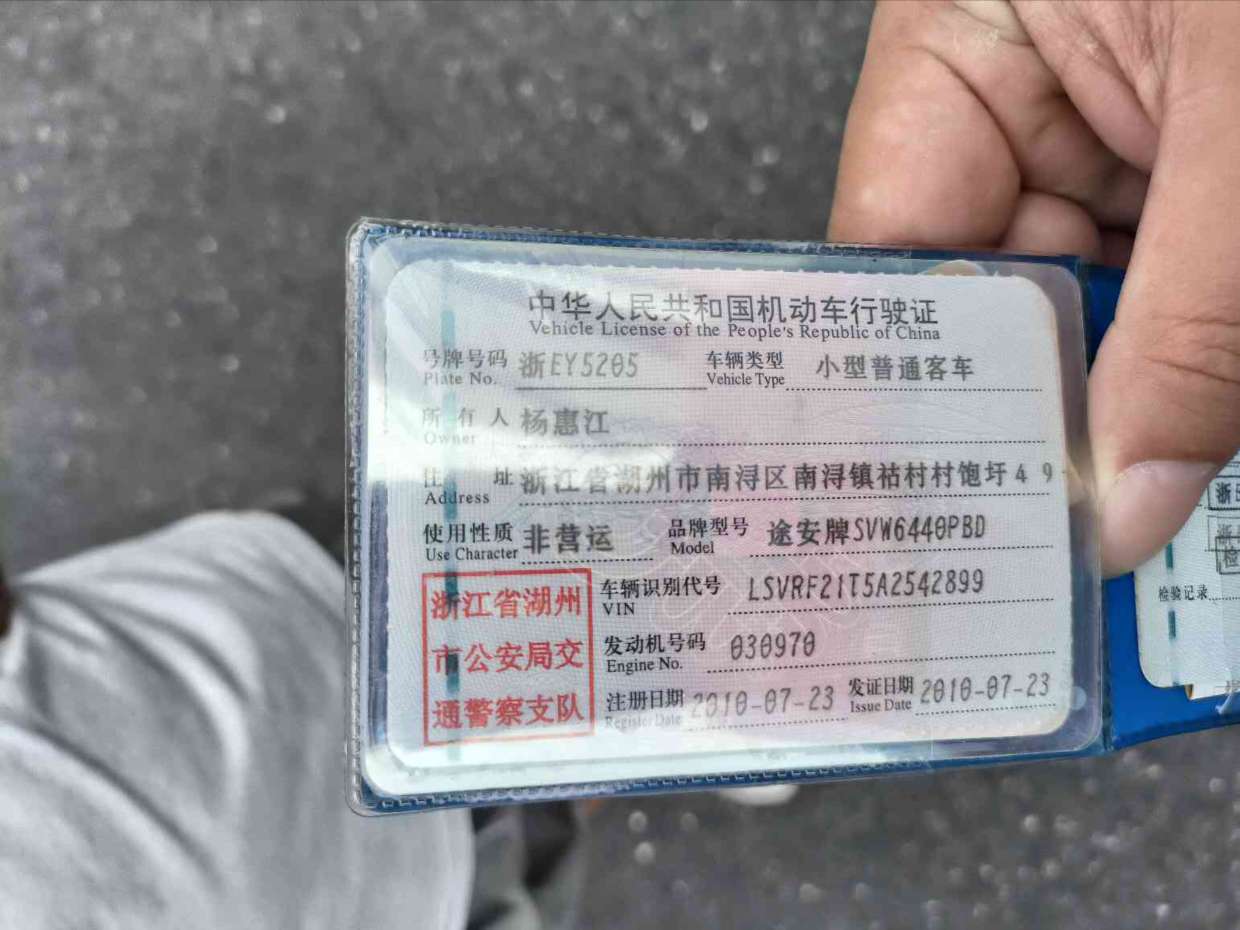 中华人民共和国机动车行驶证
Vehicle License of the People's Republic of China
号牌号码 浙EY5205 车辆类型 小型普通客车
Plate No. Vehicle Type
所有人 杨惠江
Owner
住址 浙江省湖州市南浔区南浔镇祜村村饱圩49
Address
使用性质 非营运 品牌型号 途安牌SVW6440PBD
Use Character Model
浙江省湖州
市公安局交
通警察支队
车辆识别代号 LSVRF21T5A2542899
VIN
发动机号码 030970
Engine No.
注册日期 2010-07-23 发证日期 2010-07-23
Register Date Issue Date
检验记录